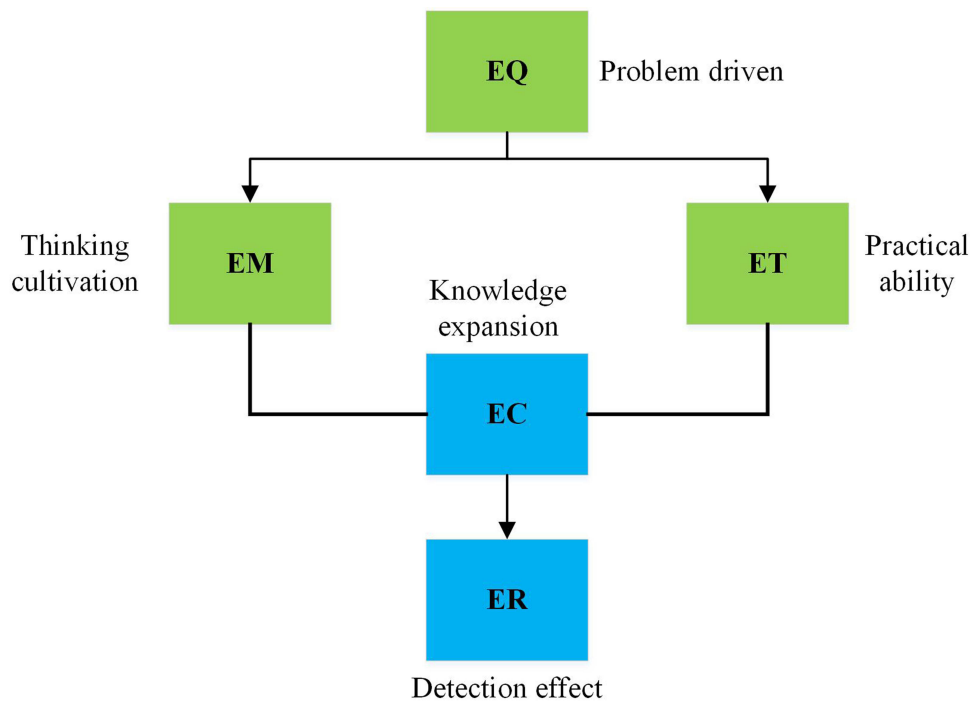 EQ
Problem driven
Thinking
cultivation
EM
ET
Practical
ability
Knowledge
expansion
EC
ER
Detection effect